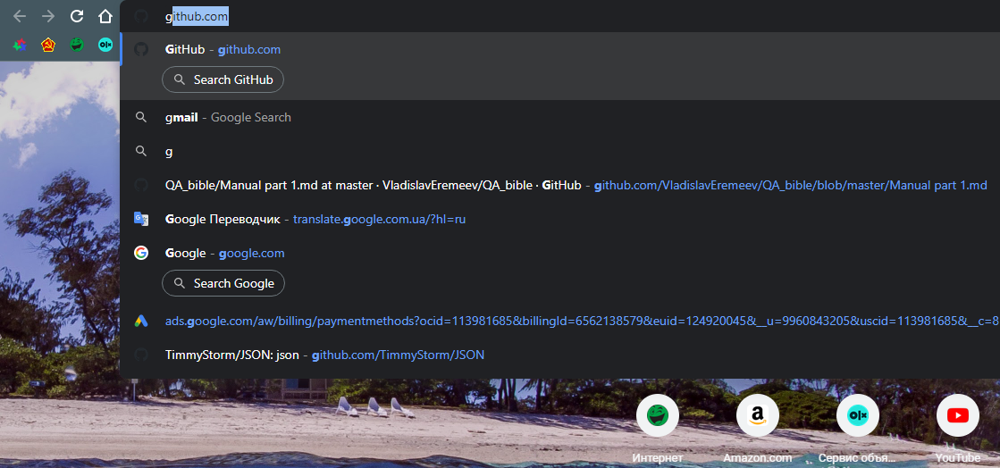 github.com
GitHub - github.com
Search GitHub
gmail - Google Search
g
QA_bible/Manual part 1.md at master · VladislavEremeev/QA_bible · GitHub - github.com/VladislavEremeev/QA_bible/blob/master/Manual part 1.md
Google Переводчик - translate.google.com.ua/?hl=ru
Google - google.com
Search Google
ads.google.com/aw/billing/paymentmethods?ocid=113981685&billingId=6562138579&euid=124920045&__u=9960843205&uscid=113981685&__c=8
TimmyStorm/JSON: json - github.com/TimmyStorm/JSON
olx
a
olx
Интернет
Amazon.com
Сервис объя...
YouTube